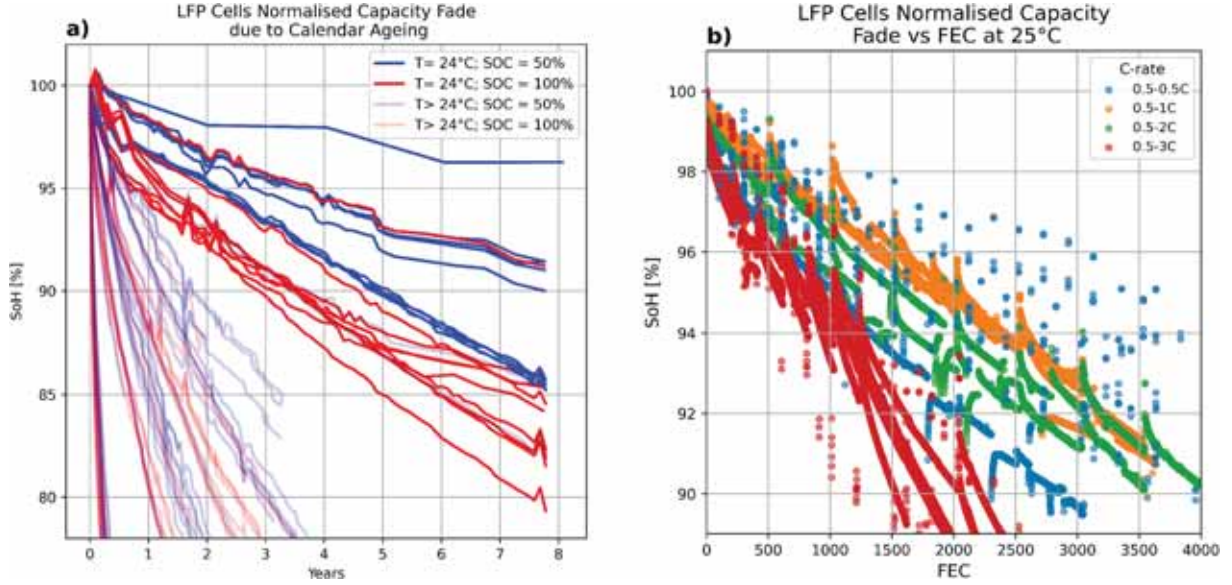 LFP Cells Normalised Capacity Fade
due to Calendar Ageing
a)
T= 24°C; SOC = 50%
T= 24°C; SOC = 100%
T> 24°C; SOC = 50%
T> 24°C; SOC = 100%
SoH [%]
100
95
90
85
80
0 1 2 3 4 5 6 7 8
Years
LFP Cells Normalised Capacity
Fade vs FEC at 25°C
b)
C-rate
0.5-0.5C
0.5-1C
0.5-2C
0.5-3C
SoH [%]
100
98
96
94
92
90
0 500 1000 1500 2000 2500 3000 3500 4000
FEC